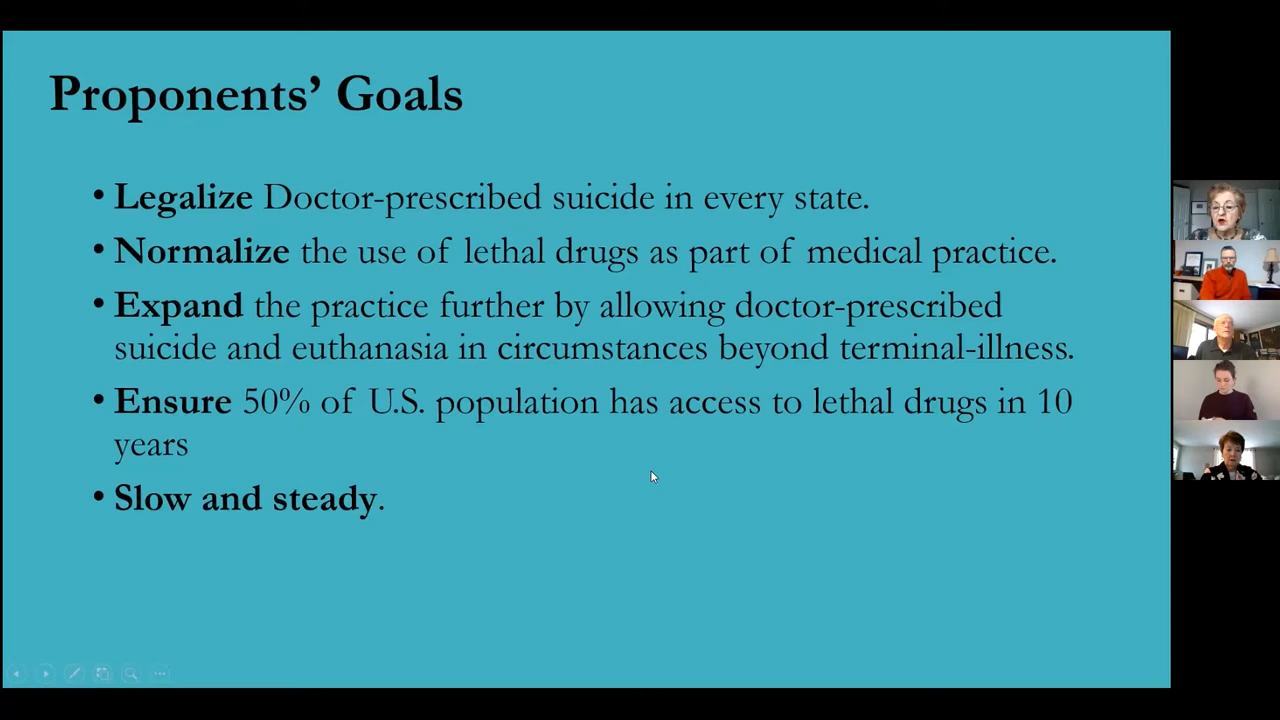 Proponents’ Goals
• Legalize Doctor-prescribed suicide in every state.
• Normalize the use of lethal drugs as part of medical practice.
• Expand the practice further by allowing doctor-prescribed
suicide and euthanasia in circumstances beyond terminal-illness.
• Ensure 50% of U.S. population has access to lethal drugs in 10
years
• Slow and steady.